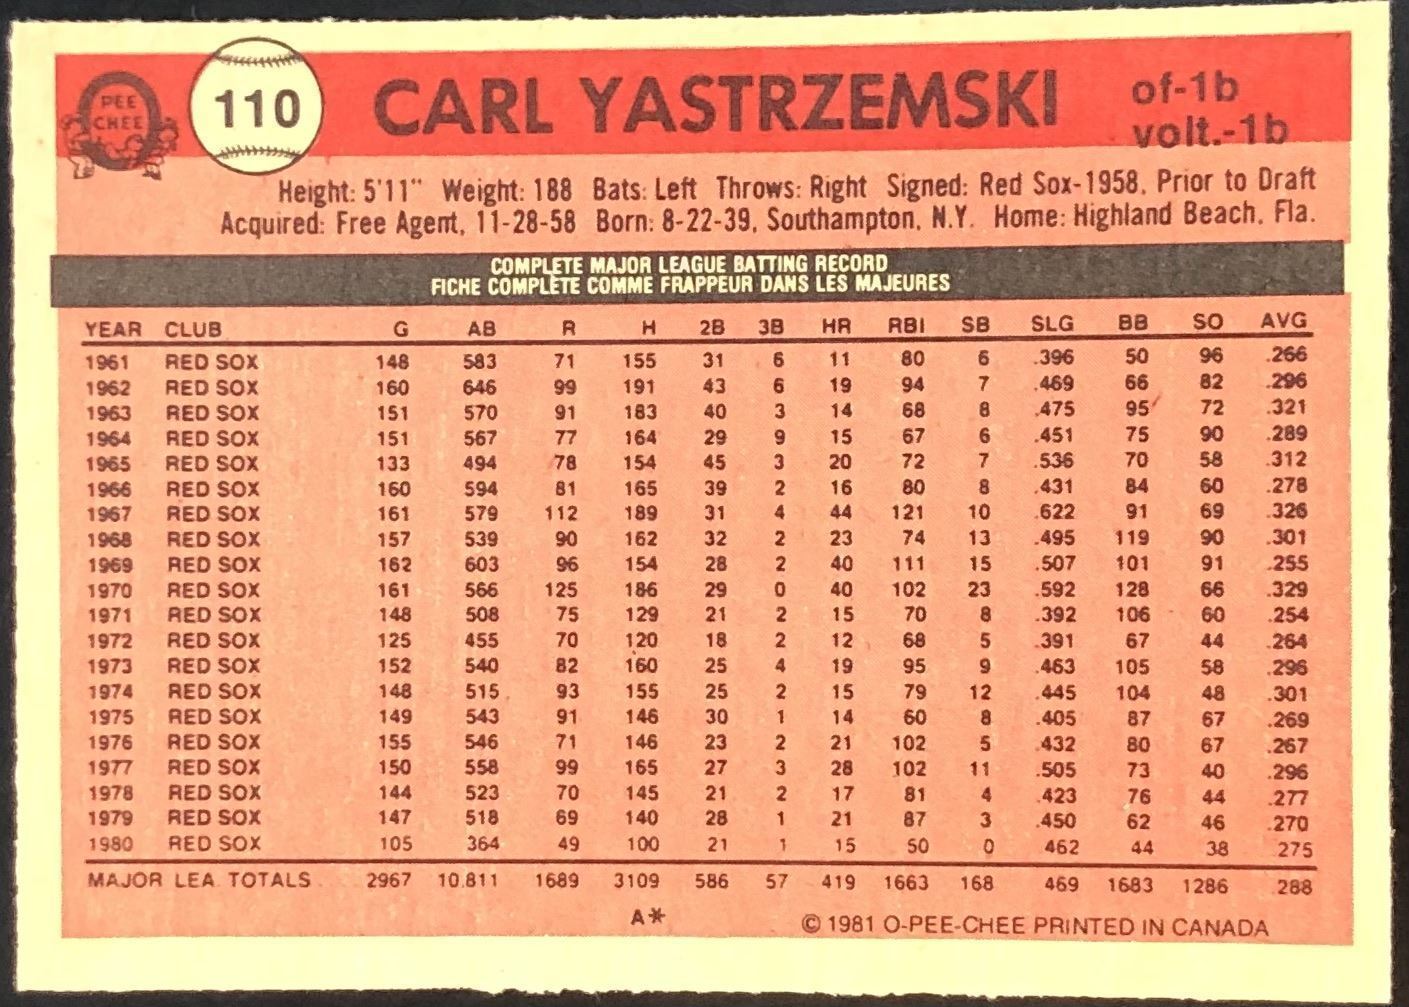 PEE
CHEE
110
CARL YASTRZEMSKI
of-1b
volt.-1b
Height: 5'11" Weight: 188 Bats: Left Throws: Right Signed: Red Sox-1958, Prior to Draft
Acquired: Free Agent, 11-28-58 Born: 8-22-39, Southampton, N.Y. Home: Highland Beach, Fla.
COMPLETE MAJOR LEAGUE BATTING RECORD
FICHE COMPLÈTE COMME FRAPPEUR DANS LES MAJEURES
YEAR CLUB G AB R H 2B 3B HR RBI SB SLG BB SO AVG
1961 RED SOX 148 583 71 155 31 6 11 80 6 .396 50 96 .266
1962 RED SOX 160 646 99 191 43 6 19 94 7 .469 66 82 .296
1963 RED SOX 151 570 91 183 40 3 14 68 8 .475 95 72 .321
1964 RED SOX 151 567 77 164 29 9 15 67 6 .451 75 90 .289
1965 RED SOX 133 494 78 154 45 3 20 72 7 .536 70 58 .312
1966 RED SOX 160 594 81 165 39 2 16 80 8 .431 84 60 .278
1967 RED SOX 161 579 112 189 31 4 44 121 10 .622 91 69 .326
1968 RED SOX 157 539 90 162 32 2 23 74 13 .495 119 90 .301
1969 RED SOX 162 603 96 154 28 2 40 111 15 .507 101 91 .255
1970 RED SOX 161 566 125 186 29 0 40 102 23 .592 128 66 .329
1971 RED SOX 148 508 75 129 21 2 15 70 8 .392 106 60 .254
1972 RED SOX 125 455 70 120 18 2 12 68 5 .391 67 44 .264
1973 RED SOX 152 540 82 160 25 4 19 95 9 .463 105 58 .296
1974 RED SOX 148 515 93 155 25 2 15 79 12 .445 104 48 .301
1975 RED SOX 149 543 91 146 30 1 14 60 8 .405 87 67 .269
1976 RED SOX 155 546 71 146 23 2 21 102 5 .432 80 67 .267
1977 RED SOX 150 558 99 165 27 3 28 102 11 .505 73 40 .296
1978 RED SOX 144 523 70 145 21 2 17 81 4 .423 76 44 .277
1979 RED SOX 147 518 69 140 28 1 21 87 3 .450 62 46 .270
1980 RED SOX 105 364 49 100 21 1 15 50 0 .462 44 38 .275
MAJOR LEA. TOTALS 2967 10.811 1689 3109 586 57 419 1663 168 .469 1683 1286 .288
A*
© 1981 O-PEE-CHEE PRINTED IN CANADA